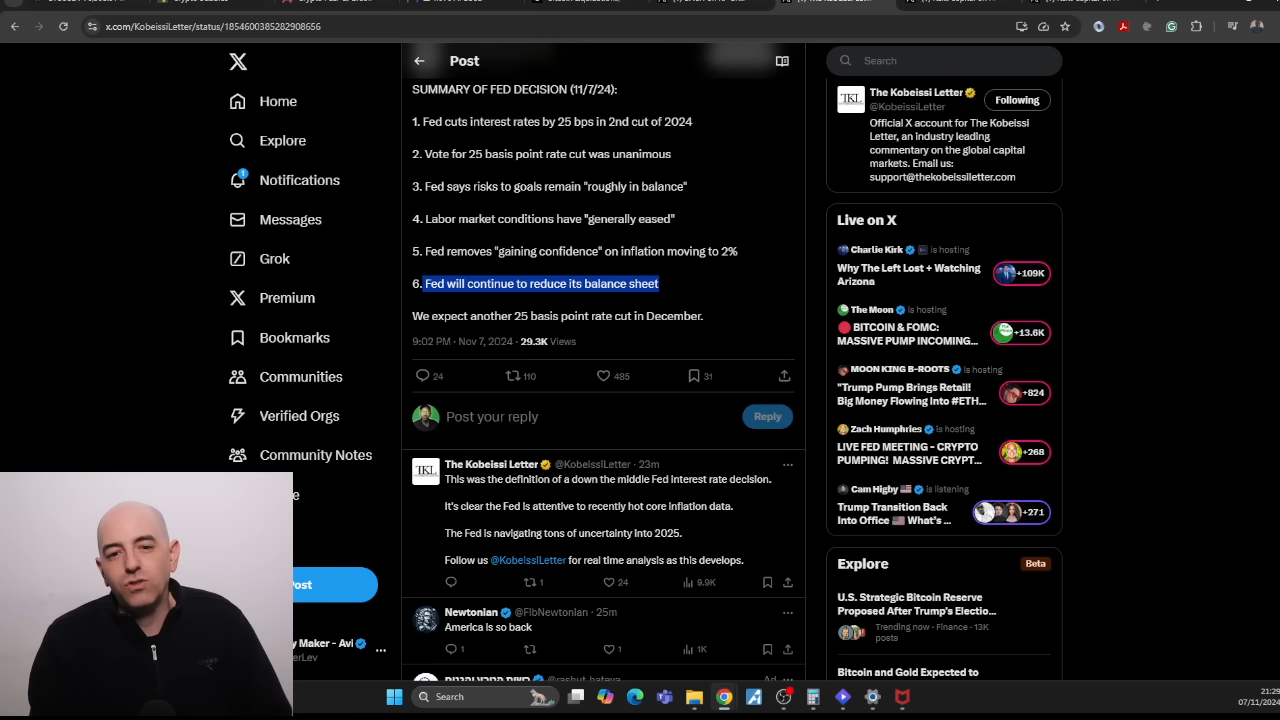 x.com/KobeissiLetter/status/1854600385282908656
Post
Search
Home
Explore
Notifications
1
Messages
Grok
Premium
Bookmarks
Communities
Verified Orgs
Community Notes
ost
y Maker - Avi
erLev
SUMMARY OF FED DECISION (11/7/24):
1. Fed cuts interest rates by 25 bps in 2nd cut of 2024
2. Vote for 25 basis point rate cut was unanimous
3. Fed says risks to goals remain "roughly in balance"
4. Labor market conditions have "generally eased"
5. Fed removes "gaining confidence" on inflation moving to 2%
6. Fed will continue to reduce its balance sheet
We expect another 25 basis point rate cut in December.
9:02 PM · Nov 7, 2024 · 29.3K Views
24 110 485 31
Post your reply
Reply
TKL The Kobeissi Letter @KobeissiLetter · 23m
This was the definition of a down the middle Fed interest rate decision.
It's clear the Fed is attentive to recently hot core inflation data.
The Fed is navigating tons of uncertainty into 2025.
Follow us @KobeissiLetter for real time analysis as this develops.
1 24 9.9K
Newtonian @FibNewtonian · 25m
America is so back
1 1 1K
Ad
TKL The Kobeissi Letter
@KobeissiLetter
Following
Official X account for The Kobeissi
Letter, an industry leading
commentary on the global capital
markets. Email us:
support@thekobeissiletter.com
Live on X
Charlie Kirk is hosting
Why The Left Lost + Watching
Arizona
+109K
The Moon is hosting
BITCOIN & FOMC:
MASSIVE PUMP INCOMING...
+13.6K
MOON KING B-ROOTS is hosting
"Trump Pump Brings Retail!
Big Money Flowing Into #ETH...
+824
Zach Humphries is hosting
LIVE FED MEETING - CRYPTO
PUMPING! MASSIVE CRYPT...
+268
Cam Higby is listening
Trump Transition Back
Into Office What's ...
+271
Explore
Beta
U.S. Strategic Bitcoin Reserve
Proposed After Trump's Electio...
Trending now · Finance · 13K
posts
Bitcoin and Gold Expected to
Search
21:29
07/11/2024